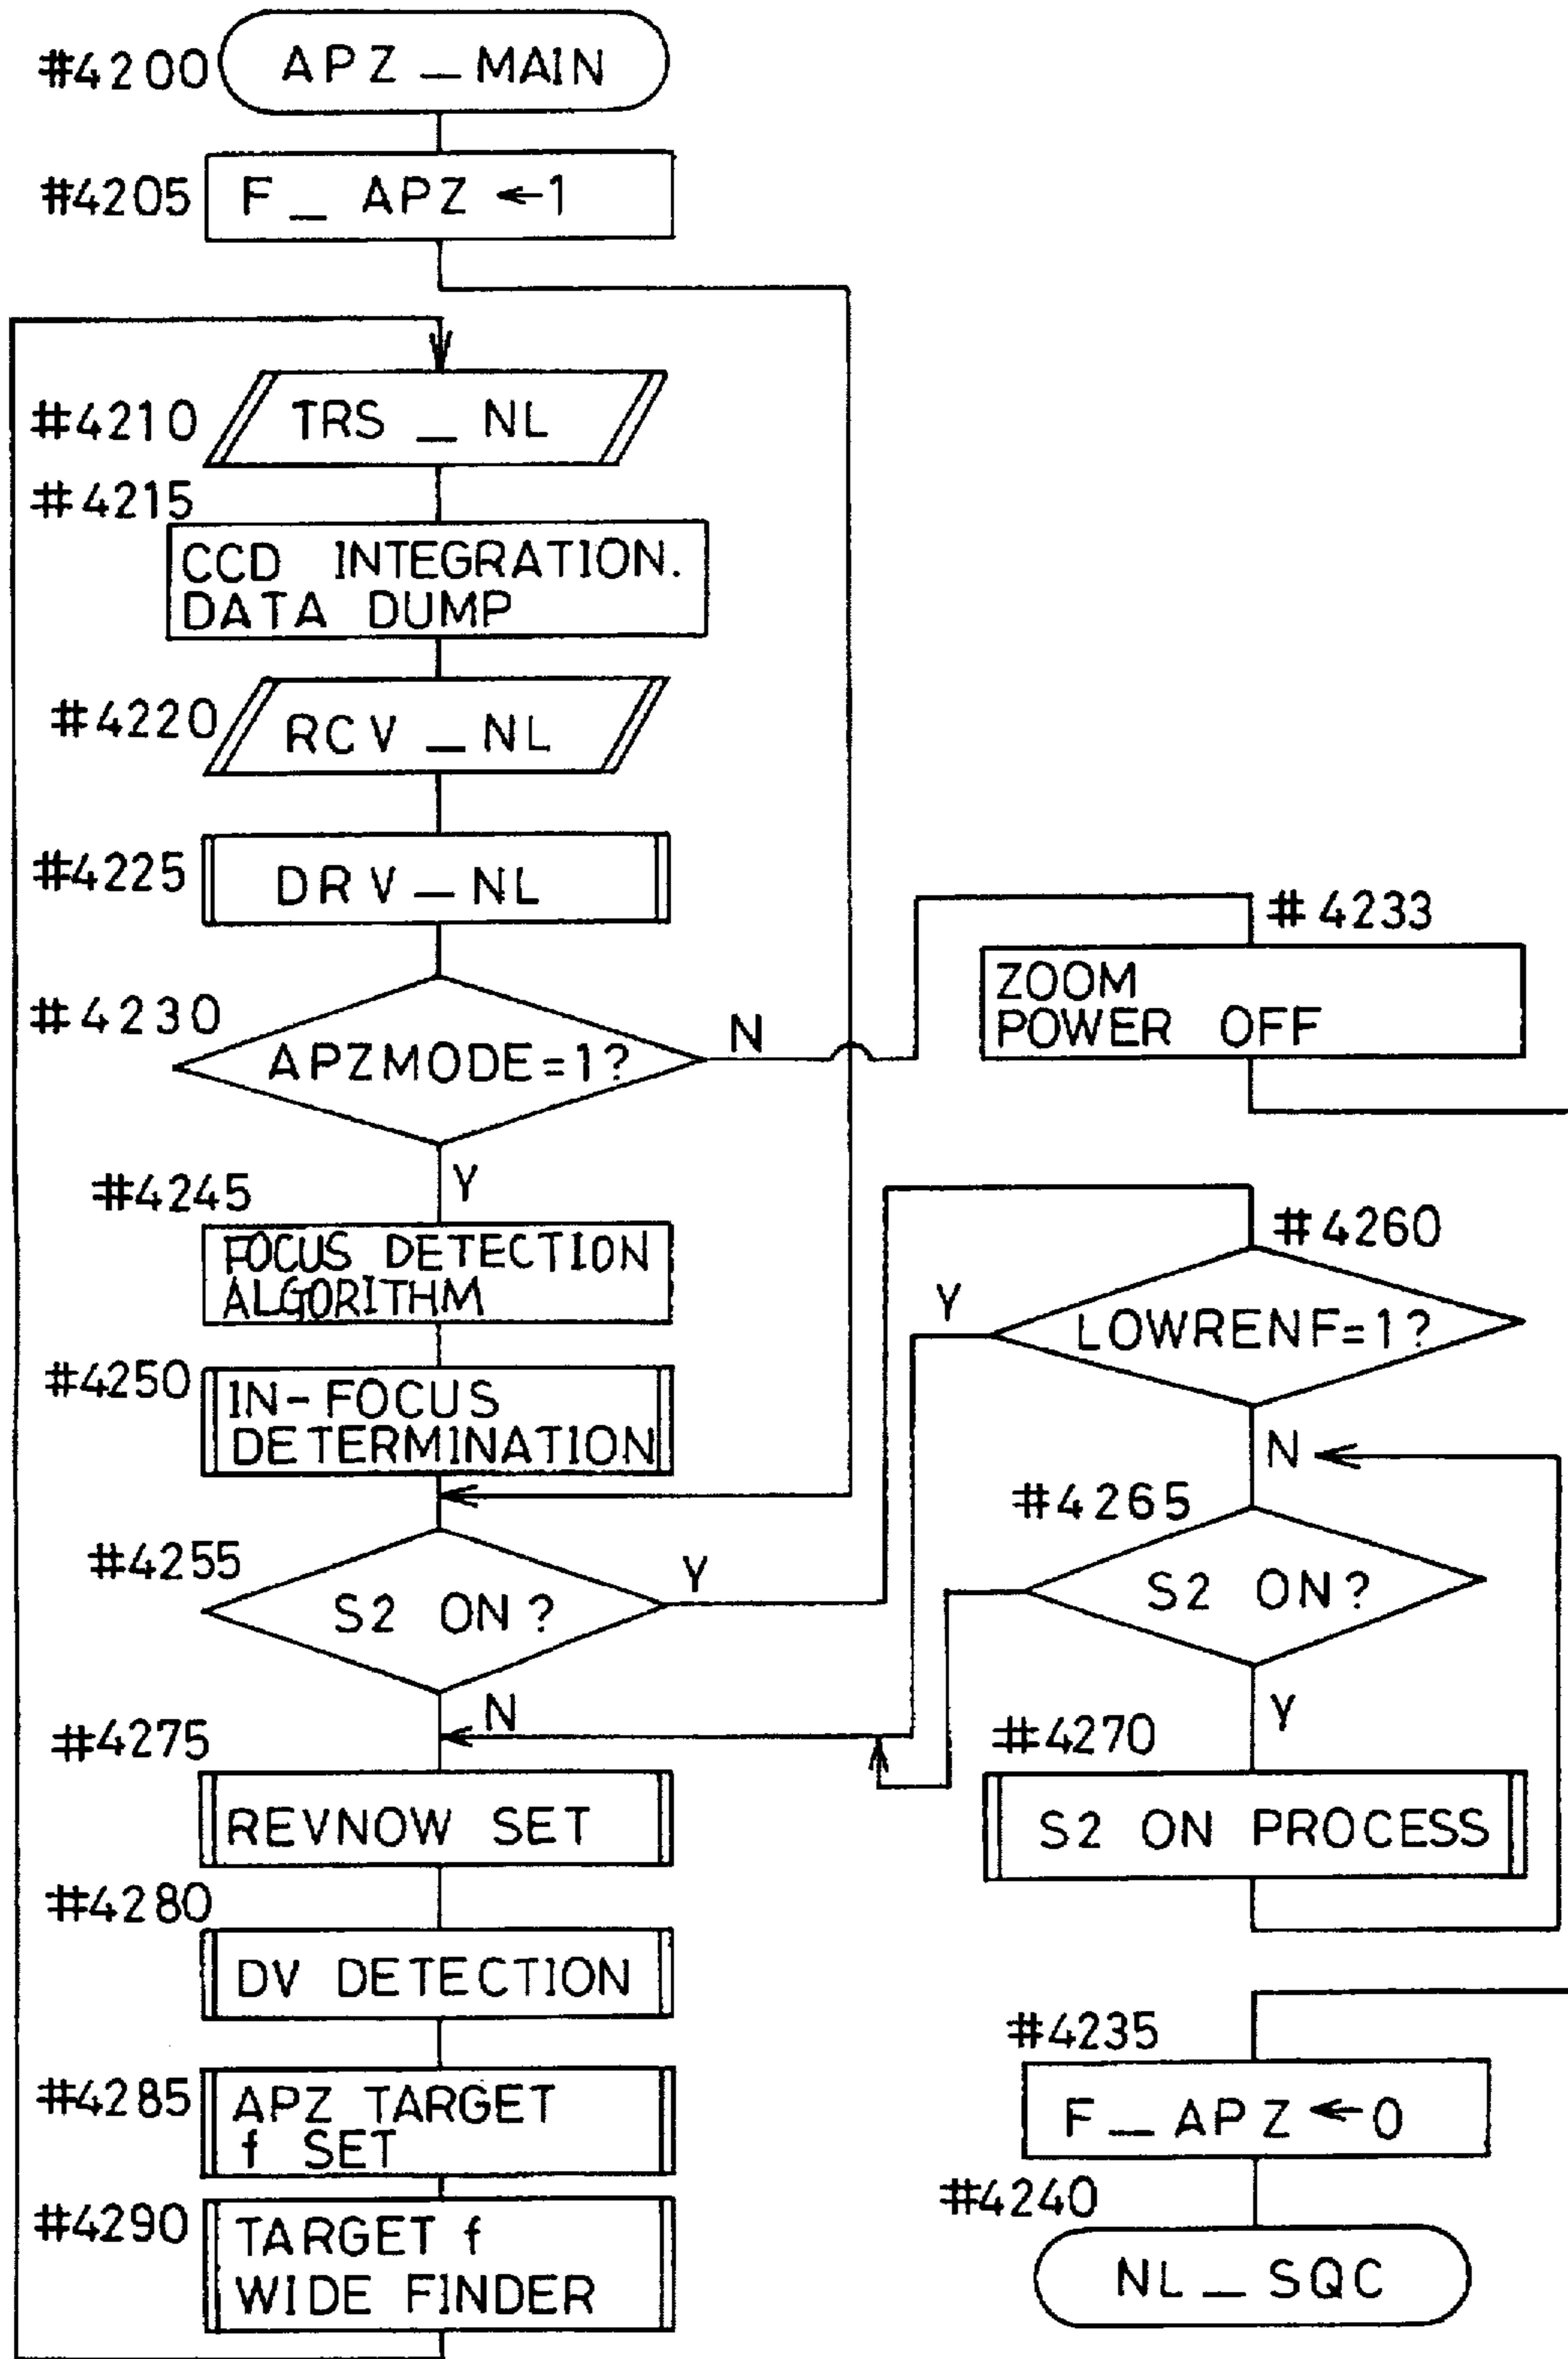 #4200 APZ_MAIN
#4205 F_APZ ←1
#4210 TRS_NL
#4215
CCD INTEGRATION.
DATA DUMP
#4220 RCV_NL
#4225 DRV_NL
#4230 APZMODE=1?
N
Y
#4233
ZOOM
POWER OFF
#4245
FOCUS DETECTION
ALGORITHM
#4250
IN-FOCUS
DETERMINATION
#4255
S2 ON?
Y
N
#4260
LOWRENF=1?
Y
N
#4265
S2 ON?
Y
#4270
S2 ON PROCESS
#4275
REVNOW SET
#4280
DV DETECTION
#4285
APZ TARGET
f SET
#4290
TARGET f
WIDE FINDER
#4235
F_APZ ←0
#4240
NL_SQC